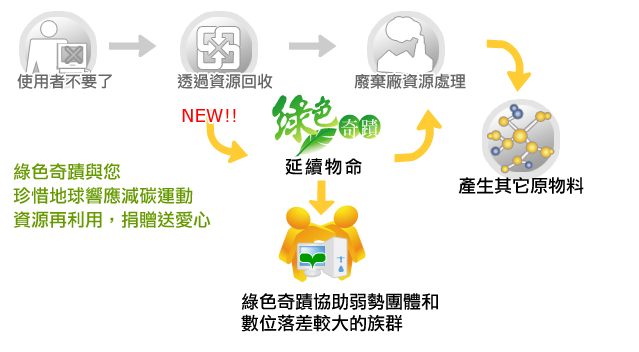 使用者不要了
透過資源回收
廢棄廠資源處理
NEW!!
綠色奇蹟
延續物命
產生其它原物料
綠色奇蹟與您
珍惜地球響應減碳運動
資源再利用，捐贈送愛心
綠色奇蹟協助弱勢團體和
數位落差較大的族群